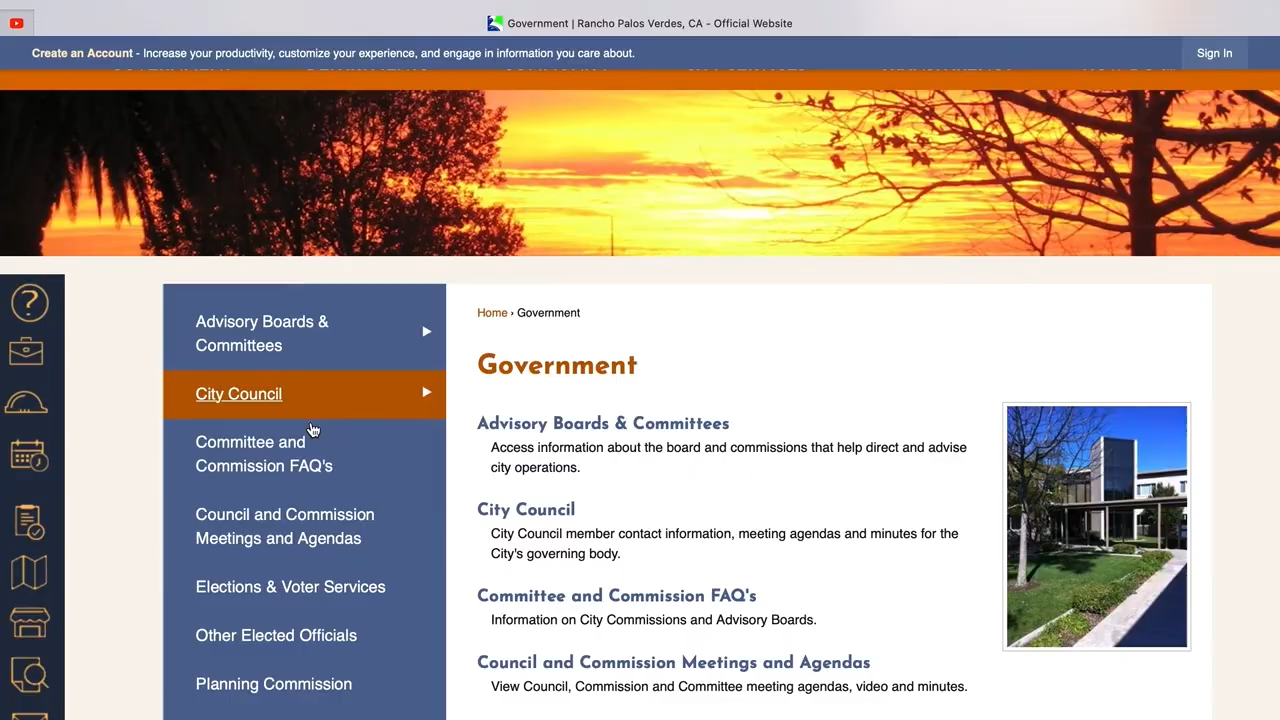 Government | Rancho Palos Verdes, CA - Official Website
Create an Account - Increase your productivity, customize your experience, and engage in information you care about.
Sign In
Advisory Boards &
Committees
City Council
Committee and
Commission FAQ's
Council and Commission
Meetings and Agendas
Elections & Voter Services
Other Elected Officials
Planning Commission
Home › Government
Government
Advisory Boards & Committees
Access information about the board and commissions that help direct and advise
city operations.
City Council
City Council member contact information, meeting agendas and minutes for the
City's governing body.
Committee and Commission FAQ's
Information on City Commissions and Advisory Boards.
Council and Commission Meetings and Agendas
View Council, Commission and Committee meeting agendas, video and minutes.